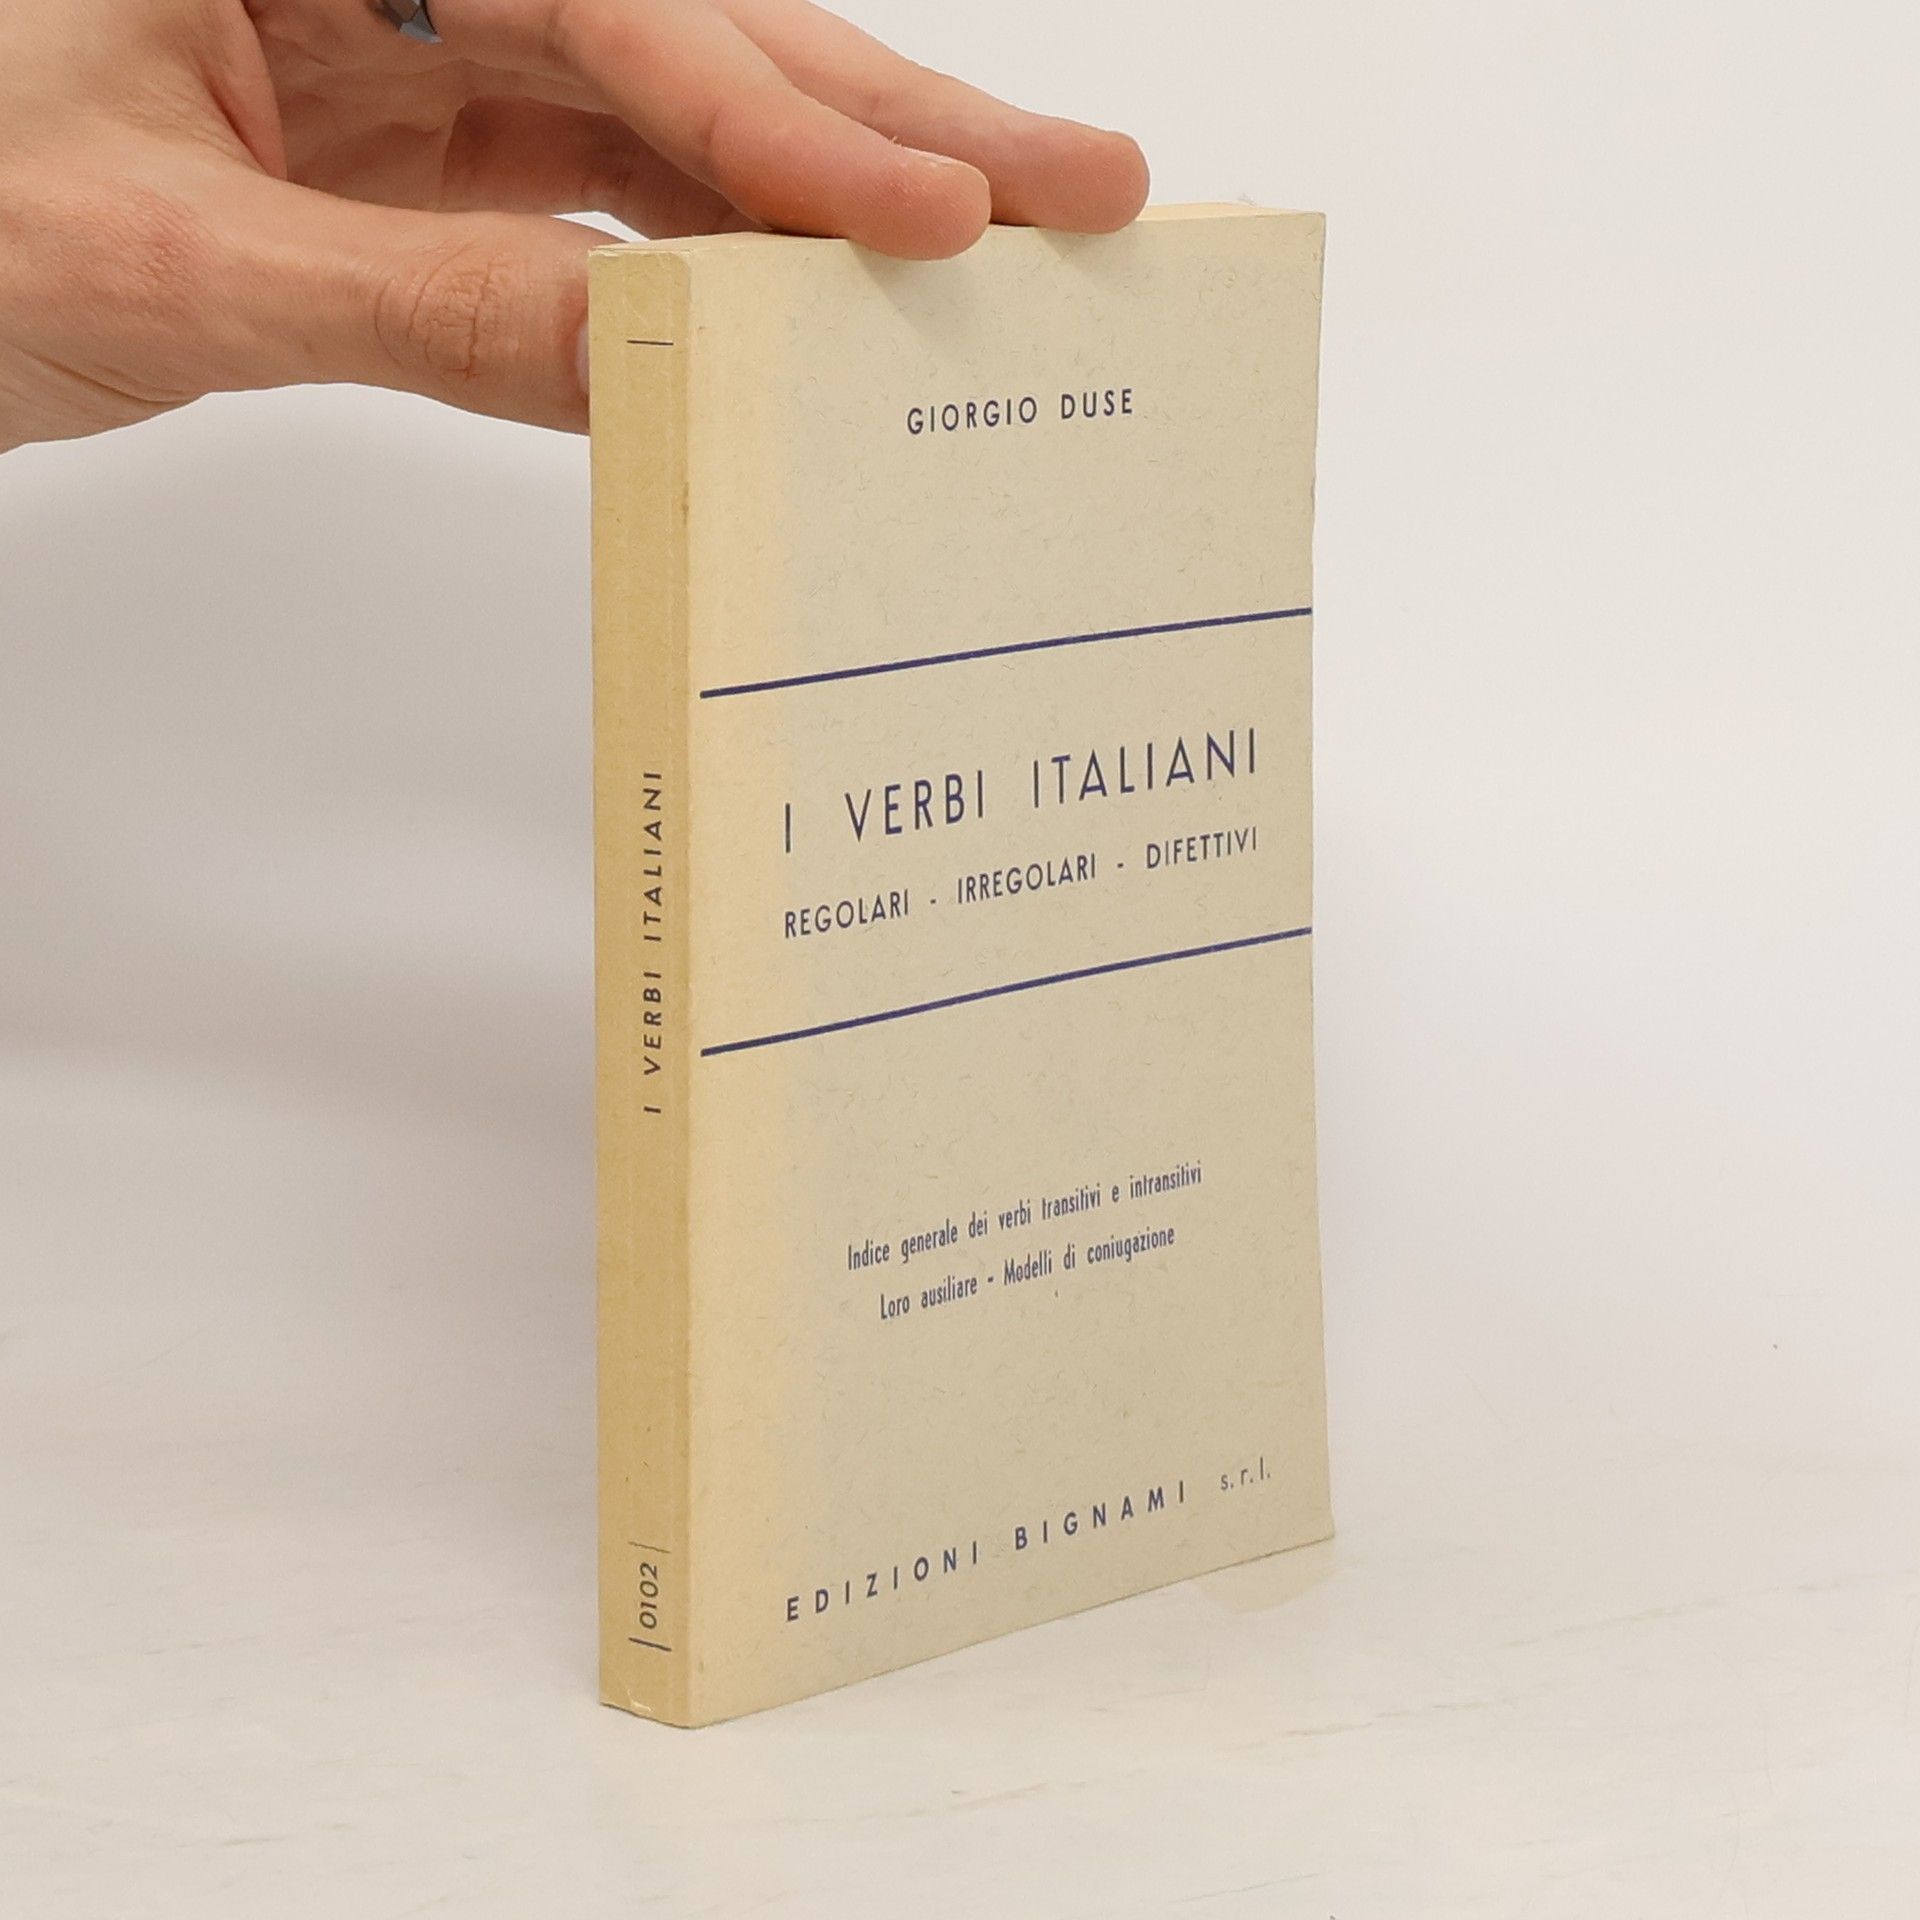 GIORGIO DUSE
I VERBI ITALIANI
REGOLARI - IRREGOLARI - DIFETTIVI
Indice generale dei verbi transitivi e intransitivi
Loro ausiliare - Modelli di coniugazione
EDIZIONI BIGNAMI s.r.l.
I VERBI ITALIANI
0102